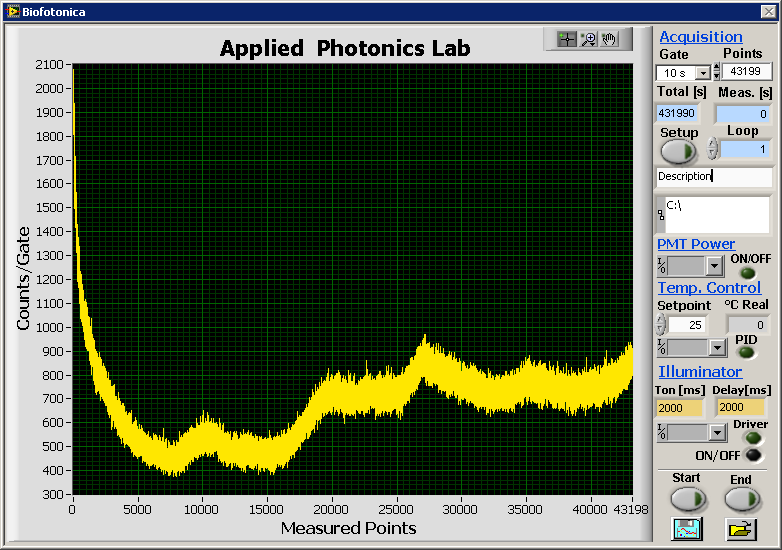 Biofotonica
Applied  Photonics Lab
Counts/Gate
2100
2000
1900
1800
1700
1600
1500
1400
1300
1200
1100
1000
900
800
700
600
500
400
300
0 5000 10000 15000 20000 25000 30000 35000 40000 43198
Measured Points
Acquisition
Gate Points
10 s 43199
Total [s] Meas. [s]
431990 0
Setup Loop
1
Description
C:\
PMT Power
ON/OFF
Temp. Control
Setpoint °C Real
25 0
PID
Illuminator
Ton [ms] Delay[ms]
2000 2000
Driver
ON/OFF
Start End